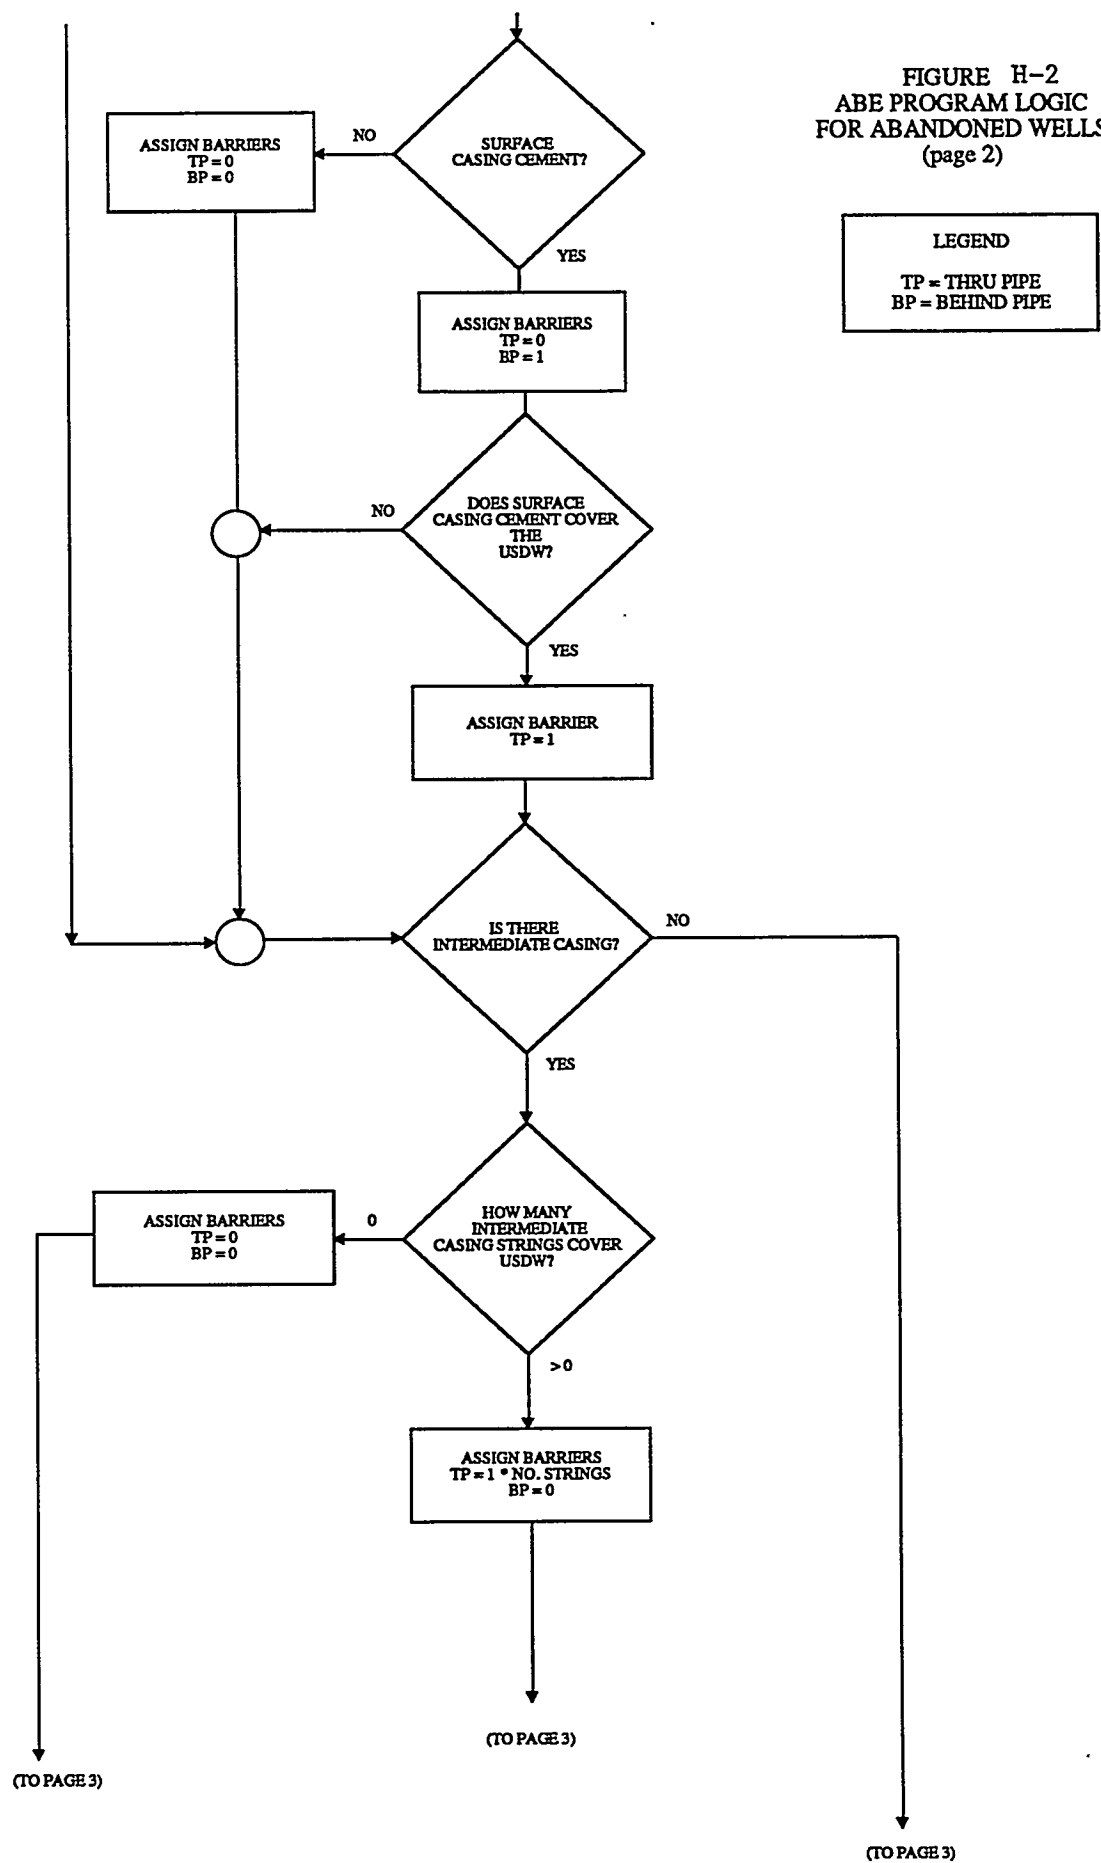 FIGURE H-2
ABE PROGRAM LOGIC
FOR ABANDONED WELLS
(page 2)
LEGEND
TP = THRU PIPE
BP = BEHIND PIPE
SURFACE
CASING CEMENT?
NO
ASSIGN BARRIERS
TP = 0
BP = 0
YES
ASSIGN BARRIERS
TP = 0
BP = 1
DOES SURFACE
CASING CEMENT COVER
THE
USDW?
NO
YES
ASSIGN BARRIER
TP = 1
IS THERE
INTERMEDIATE CASING?
NO
YES
HOW MANY
INTERMEDIATE
CASING STRINGS COVER
USDW?
0
ASSIGN BARRIERS
TP = 0
BP = 0
>0
ASSIGN BARRIERS
TP = 1 * NO. STRINGS
BP = 0
(TO PAGE 3)
(TO PAGE 3)
(TO PAGE 3)